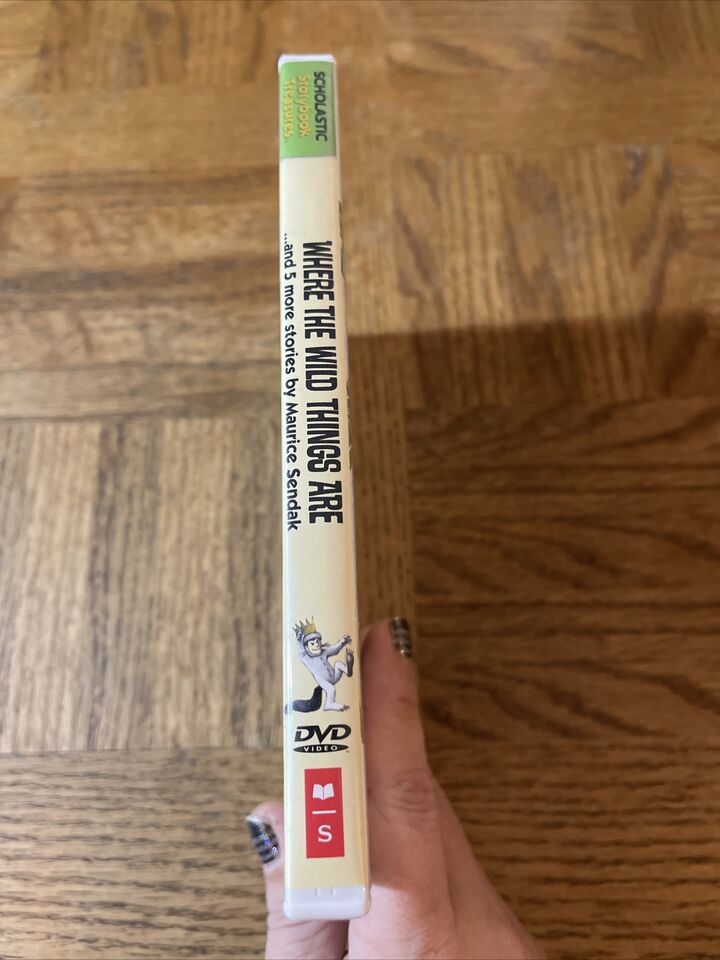 SCHOLASTIC
Storybook
Treasures
WHERE THE WILD THINGS ARE
...and 5 more stories by Maurice Sendak
DVD
VIDEO
S